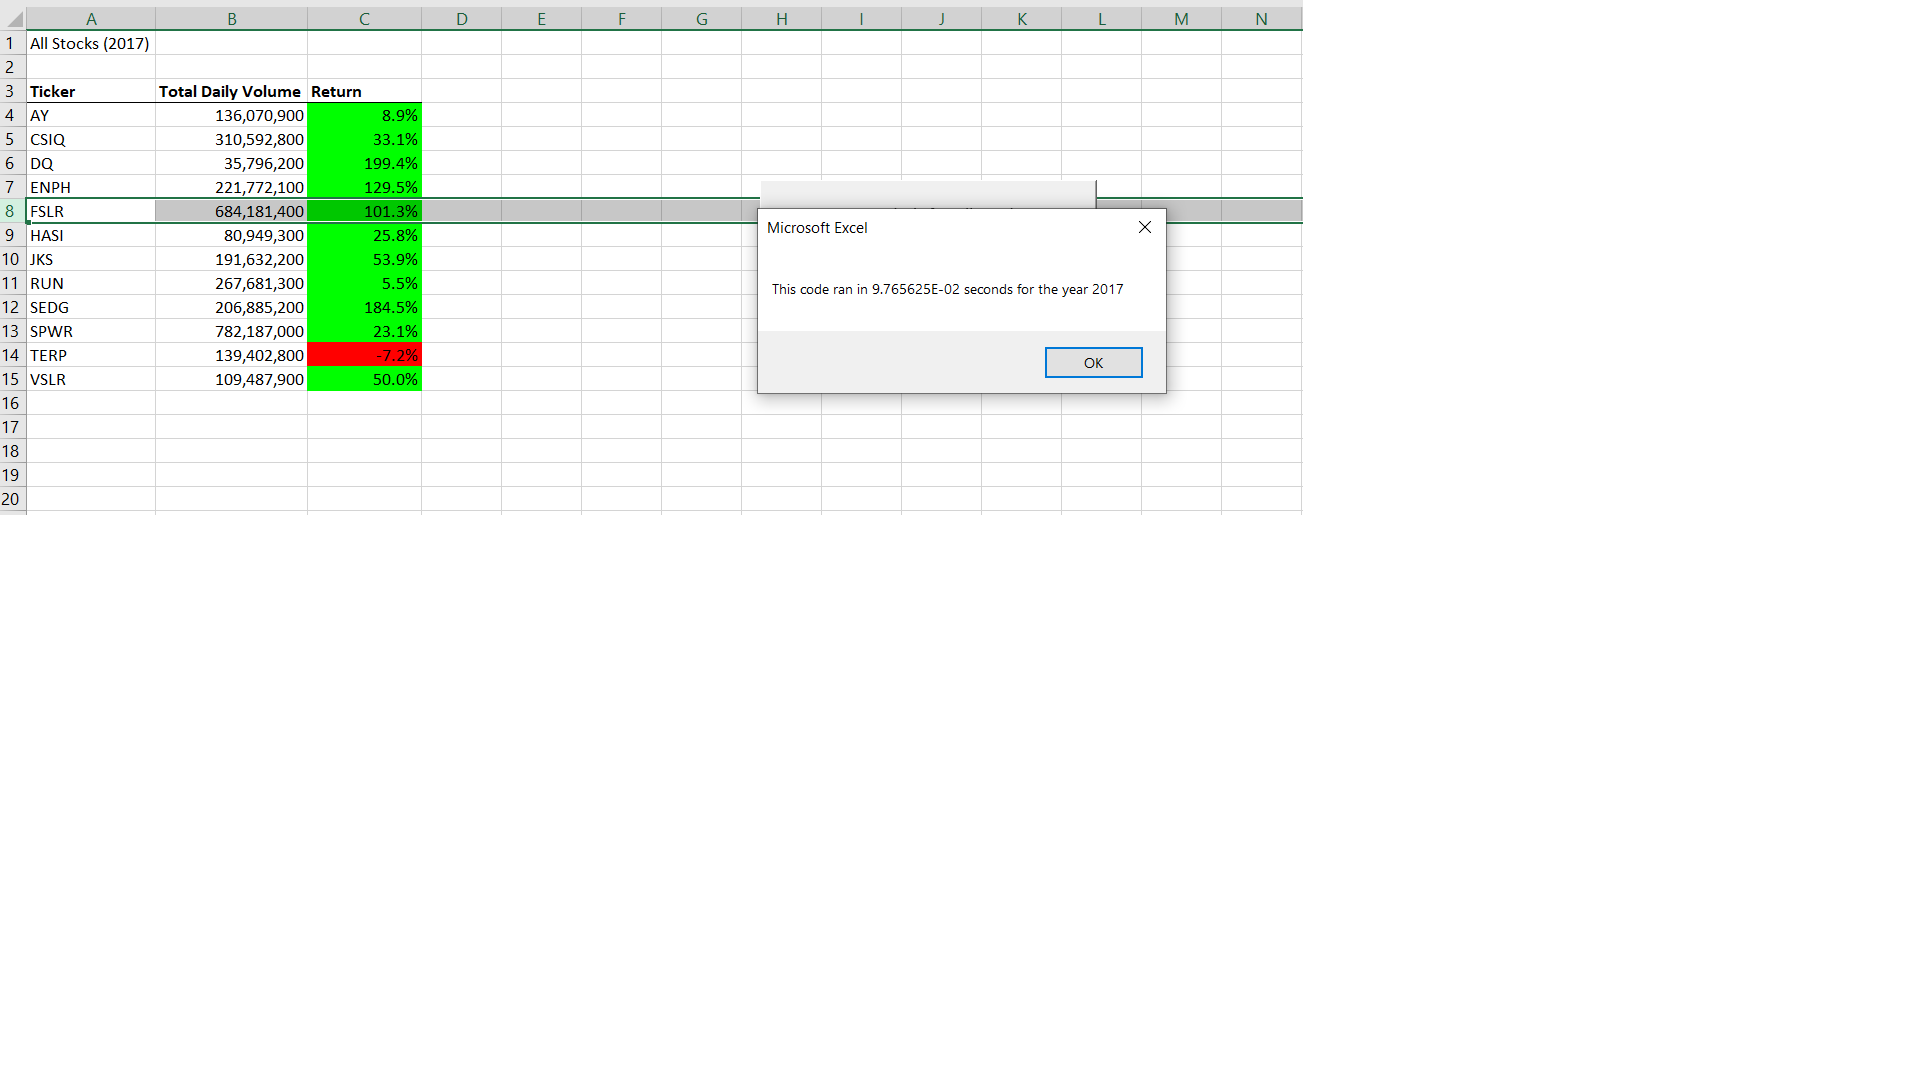 A B C D E F G H I J K L M N
1 All Stocks (2017)
2
3 Ticker Total Daily Volume Return
4 AY 136,070,900 8.9%
5 CSIQ 310,592,800 33.1%
6 DQ 35,796,200 199.4%
7 ENPH 221,772,100 129.5%
8 FSLR 684,181,400 101.3%
9 HASI 80,949,300 25.8%
10 JKS 191,632,200 53.9%
11 RUN 267,681,300 5.5%
12 SEDG 206,885,200 184.5%
13 SPWR 782,187,000 23.1%
14 TERP 139,402,800 -7.2%
15 VSLR 109,487,900 50.0%
16
17
18
19
20
Microsoft Excel
This code ran in 9.765625E-02 seconds for the year 2017
OK